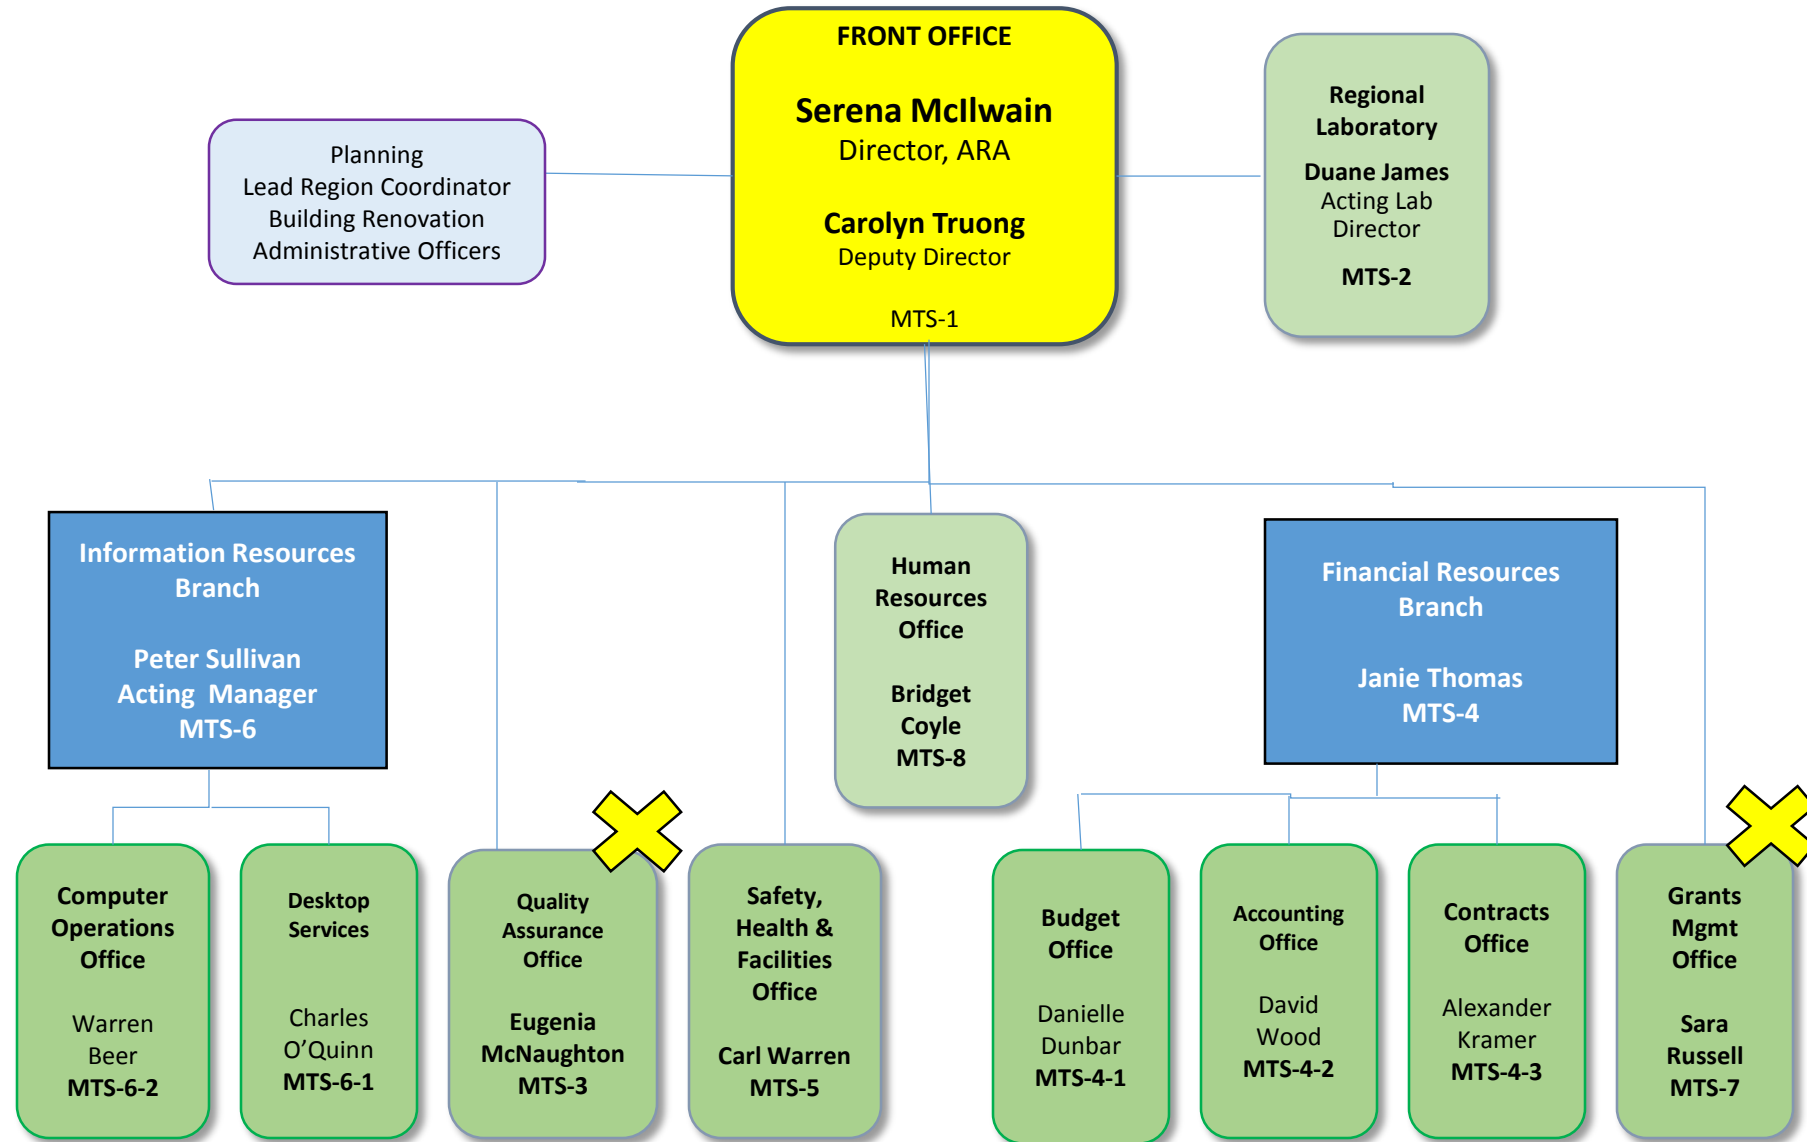 FRONT OFFICE
Serena McIlwain
Director, ARA
Carolyn Truong
Deputy Director
MTS-1
Planning
Lead Region Coordinator
Building Renovation
Administrative Officers
Regional
Laboratory
Duane James
Acting Lab
Director
MTS-2
Information Resources
Branch
Peter Sullivan
Acting Manager
MTS-6
Human
Resources
Office
Bridget
Coyle
MTS-8
Financial Resources
Branch
Janie Thomas
MTS-4
Computer
Operations
Office
Warren
Beer
MTS-6-2
Desktop
Services
Charles
O’Quinn
MTS-6-1
Quality
Assurance
Office
Eugenia
McNaughton
MTS-3
Safety,
Health &
Facilities
Office
Carl Warren
MTS-5
Budget
Office
Danielle
Dunbar
MTS-4-1
Accounting
Office
David
Wood
MTS-4-2
Contracts
Office
Alexander
Kramer
MTS-4-3
Grants
Mgmt
Office
Sara
Russell
MTS-7